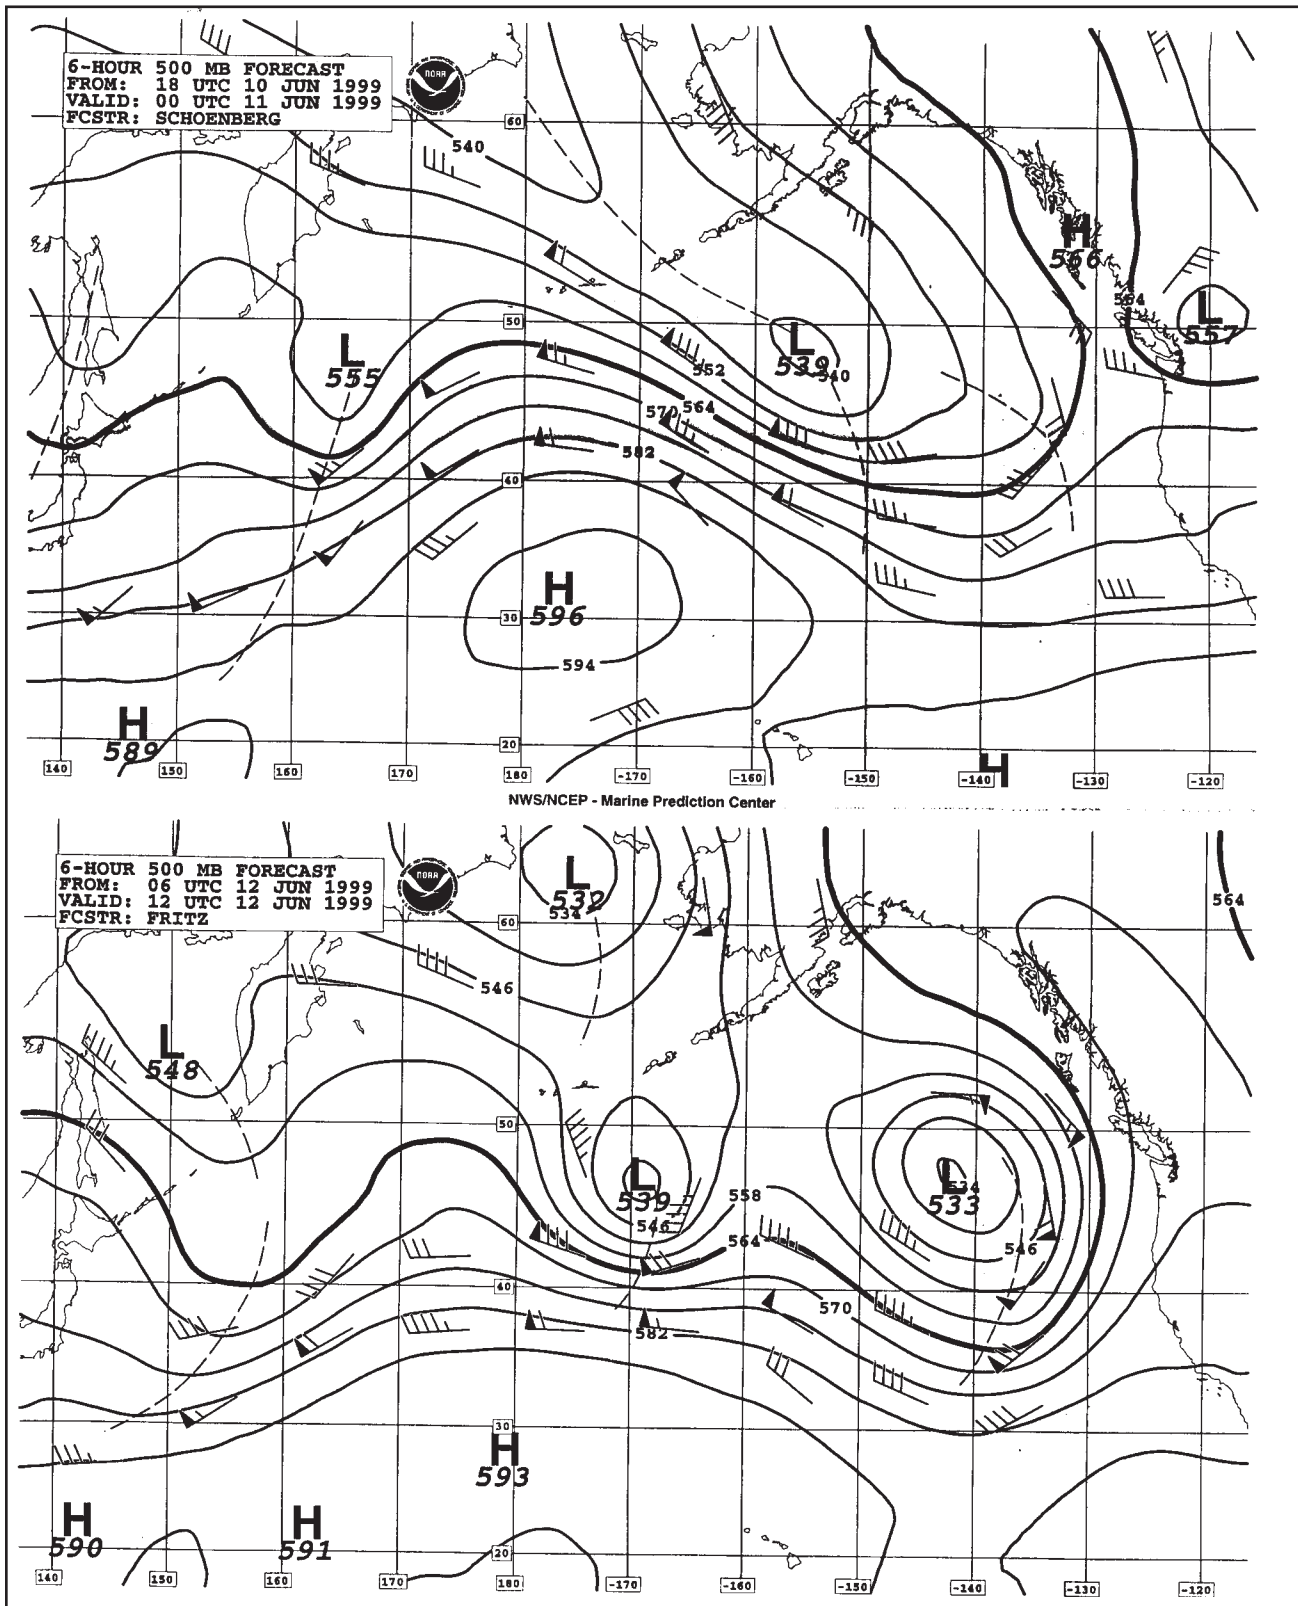 6-HOUR 500 MB FORECAST
FROM: 18 UTC 10 JUN 1999
VALID: 00 UTC 11 JUN 1999
FCSTR: SCHOENBERG
NOAA
60
540
H
566
564
50
L
555
L
539
540
L
557
552
570
564
582
40
H
596
30
594
H
589
20
H
140
150
160
170
180
-170
-160
-150
-140
-130
-120
NWS/NCEP - Marine Prediction Center
6-HOUR 500 MB FORECAST
FROM: 06 UTC 12 JUN 1999
VALID: 12 UTC 12 JUN 1999
FCSTR: FRITZ
NOAA
L
532
534
564
60
546
L
548
50
L
539
546
558
L
534
533
564
546
40
570
582
30
H
593
H
590
H
591
20
140
150
160
170
180
-170
-160
-150
-140
-130
-120